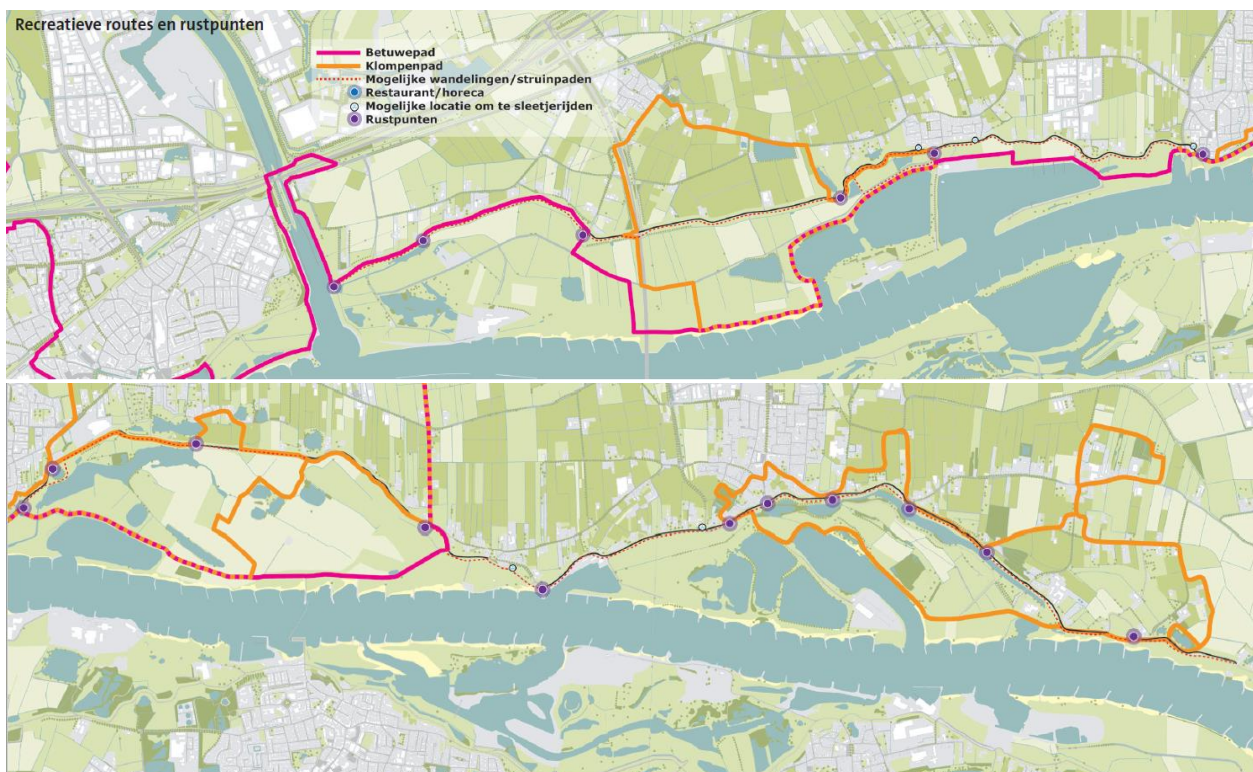 Recreatieve routes en rustpunten
Betuwepad
Klompenpad
Mogelijke wandelingen/struinpaden
Restaurant/horeca
Mogelijke locatie om te sleetjerijden
Rustpunten